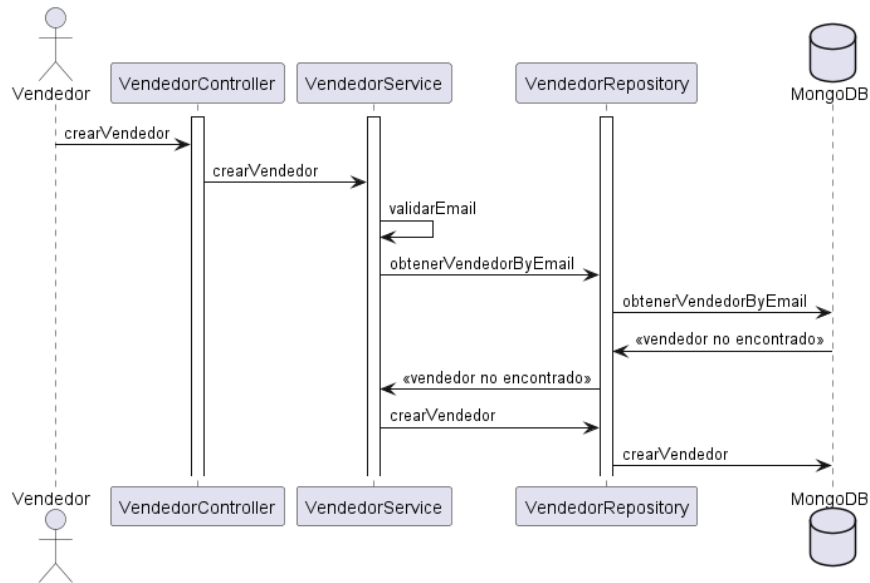 Vendedor
VendedorController
VendedorService
VendedorRepository
MongoDB
crearVendedor
crearVendedor
validarEmail
obtenerVendedorByEmail
obtenerVendedorByEmail
«vendedor no encontrado»
«vendedor no encontrado»
crearVendedor
crearVendedor
Vendedor
VendedorController
VendedorService
VendedorRepository
MongoDB